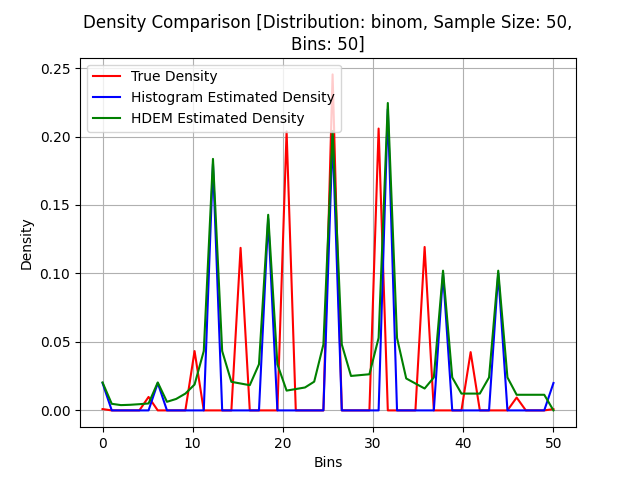 Density Comparison [Distribution: binom, Sample Size: 50,
Bins: 50]
0.25
0.20
0.15
0.10
0.05
0.00
Density
True Density
Histogram Estimated Density
HDEM Estimated Density
0 10 20 30 40 50
Bins